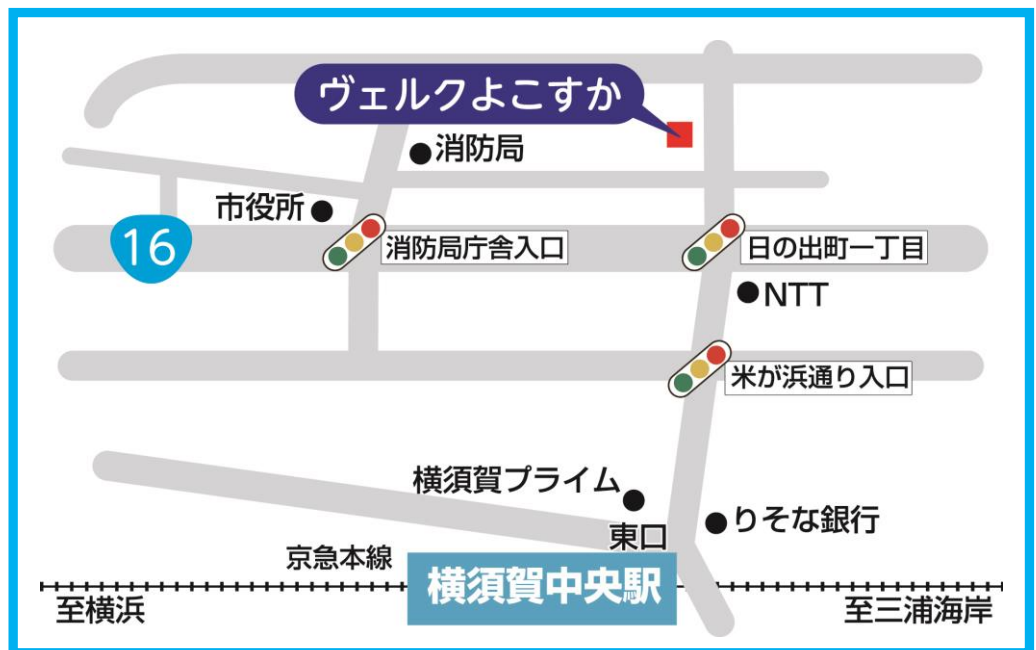 ヴェルクよこすか
消防局
市役所
16
消防局庁舎入口
日の出町一丁目
NTT
米が浜通り入口
横須賀プライム
東口
りそな銀行
京急本線
横須賀中央駅
至横浜
至三浦海岸